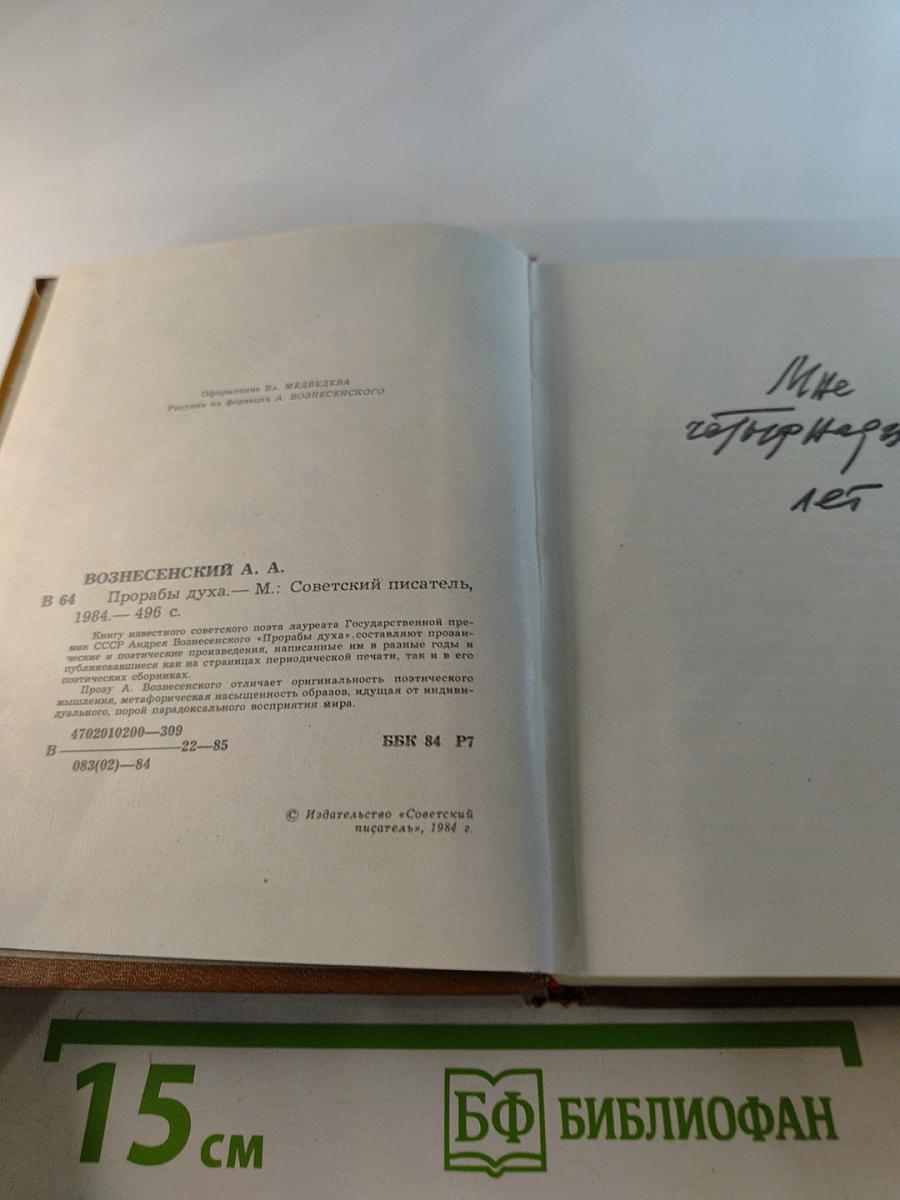 Оформление Вл. МЕДВЕДЕВА
Рисунки на форзацах А. ВОЗНЕСЕНСКОГО
ВОЗНЕСЕНСКИЙ А. А.
В 64 Прорабы духа.— М.: Советский писатель,
1984.— 496 с.
Книгу известного советского поэта лауреата Государственной пре-
мии СССР Андрея Вознесенского «Прорабы духа» составляют прозаи-
ческие и поэтические произведения, написанные им в разные годы и
публиковавшиеся как на страницах периодической печати, так и в его
поэтических сборниках.
Прозу А. Вознесенского отличает оригинальность поэтического
мышления, метафорическая насыщенность образов, идущая от индиви-
дуального, порой парадоксального восприятия мира.
4702010200—309
В 22—85
083(02)—84
ББК 84 Р7
© Издательство «Советский
писатель», 1984 г.
Мне
лет
15 см
БФ БИБЛИОФАН